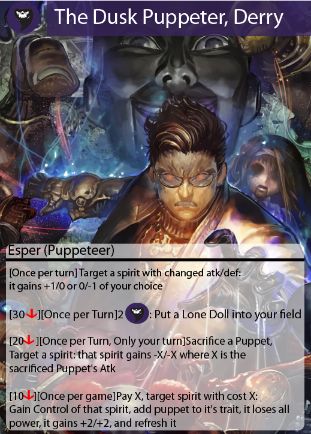 The Dusk Puppeter, Derry
Esper (Puppeteer)
[Once per turn] Target a spirit with changed atk/def:
it gains +1/0 or 0/-1 of your choice
[30][Once per Turn]2 : Put a Lone Doll into your field
[20][Once per Turn, Only your turn]Sacrifice a Puppet,
Target a spirit: that spirit gains -X/-X where X is the
sacrificed Puppet's Atk
[10][Once per game]Pay X, target spirit with cost X:
Gain Control of that spirit, add puppet to it's trait, it loses all
power, it gains +2/+2, and refresh it